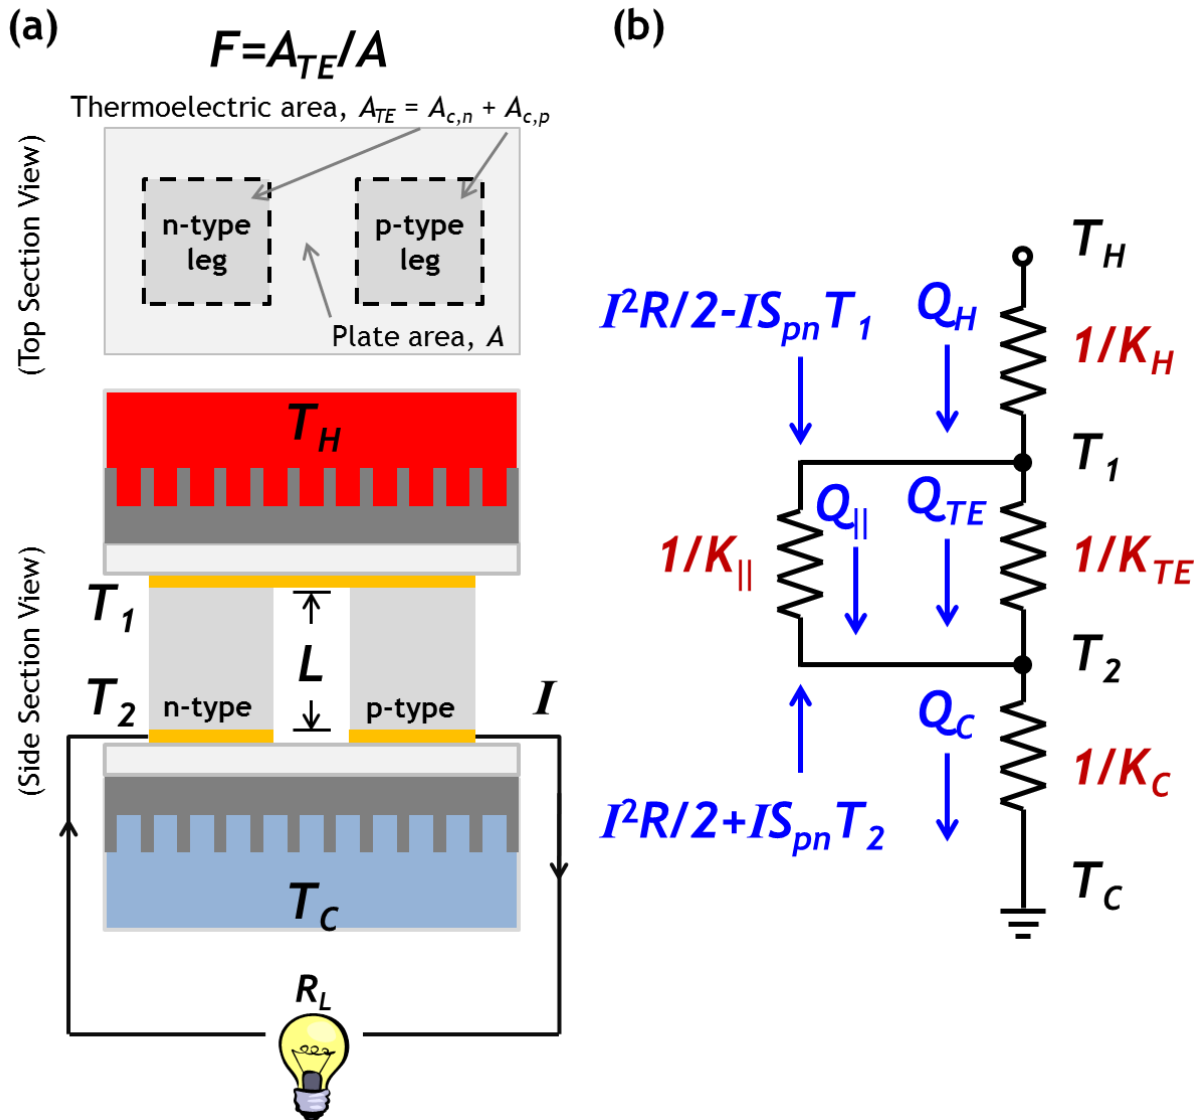 (a)
F=A_TE/A
Thermoelectric area, A_TE = A_c,n + A_c,p
(Top Section View)
n-type
leg
p-type
leg
Plate area, A
T_H
(Side Section View)
T_1
L
T_2
n-type
p-type
I
T_C
R_L
(b)
T_H
I²R/2-IS_pnT_1
Q_H
1/K_H
T_1
Q_||
Q_TE
1/K_||
1/K_TE
T_2
Q_C
1/K_C
I²R/2+IS_pnT_2
T_C